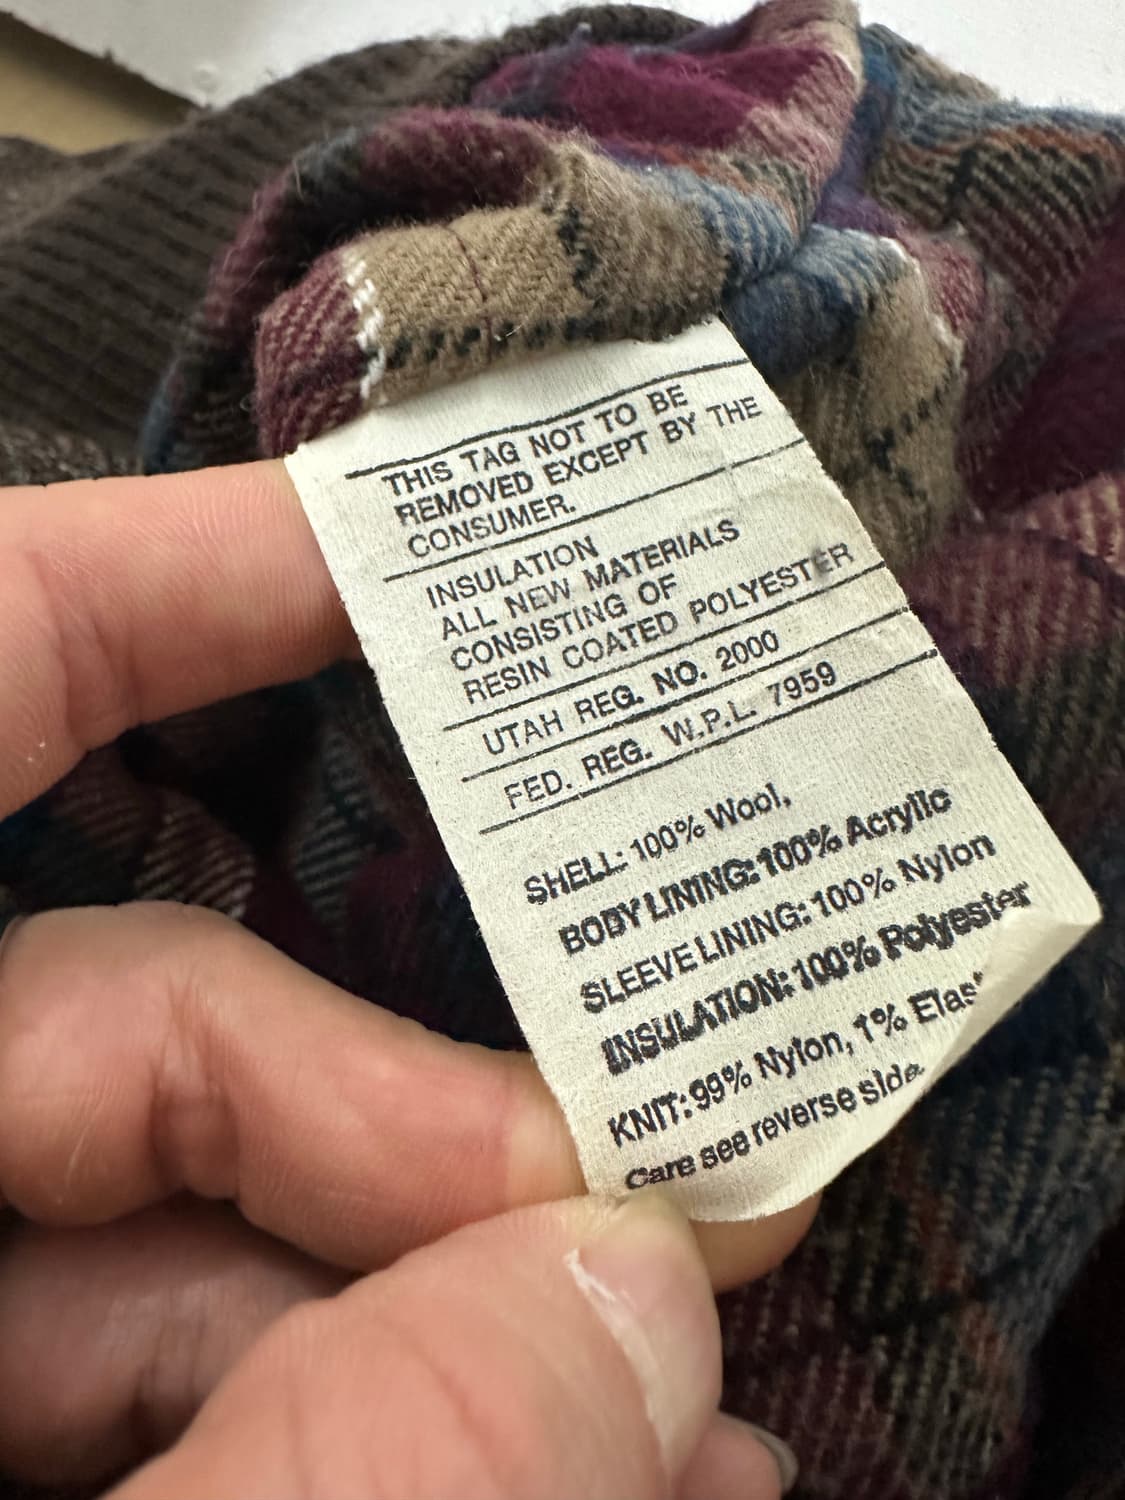 THIS TAG NOT TO BE
REMOVED EXCEPT BY THE
CONSUMER.
INSULATION
ALL NEW MATERIALS
CONSISTING OF
RESIN COATED POLYESTER
UTAH REG. NO. 2000
FED. REG. W.P.L. 7959
SHELL: 100% Wool,
BODY LINING: 100% Acrylic
SLEEVE LINING: 100% Nylon
INSULATION: 100% Polyester
KNIT: 99% Nylon, 1%
Care see reverse side.